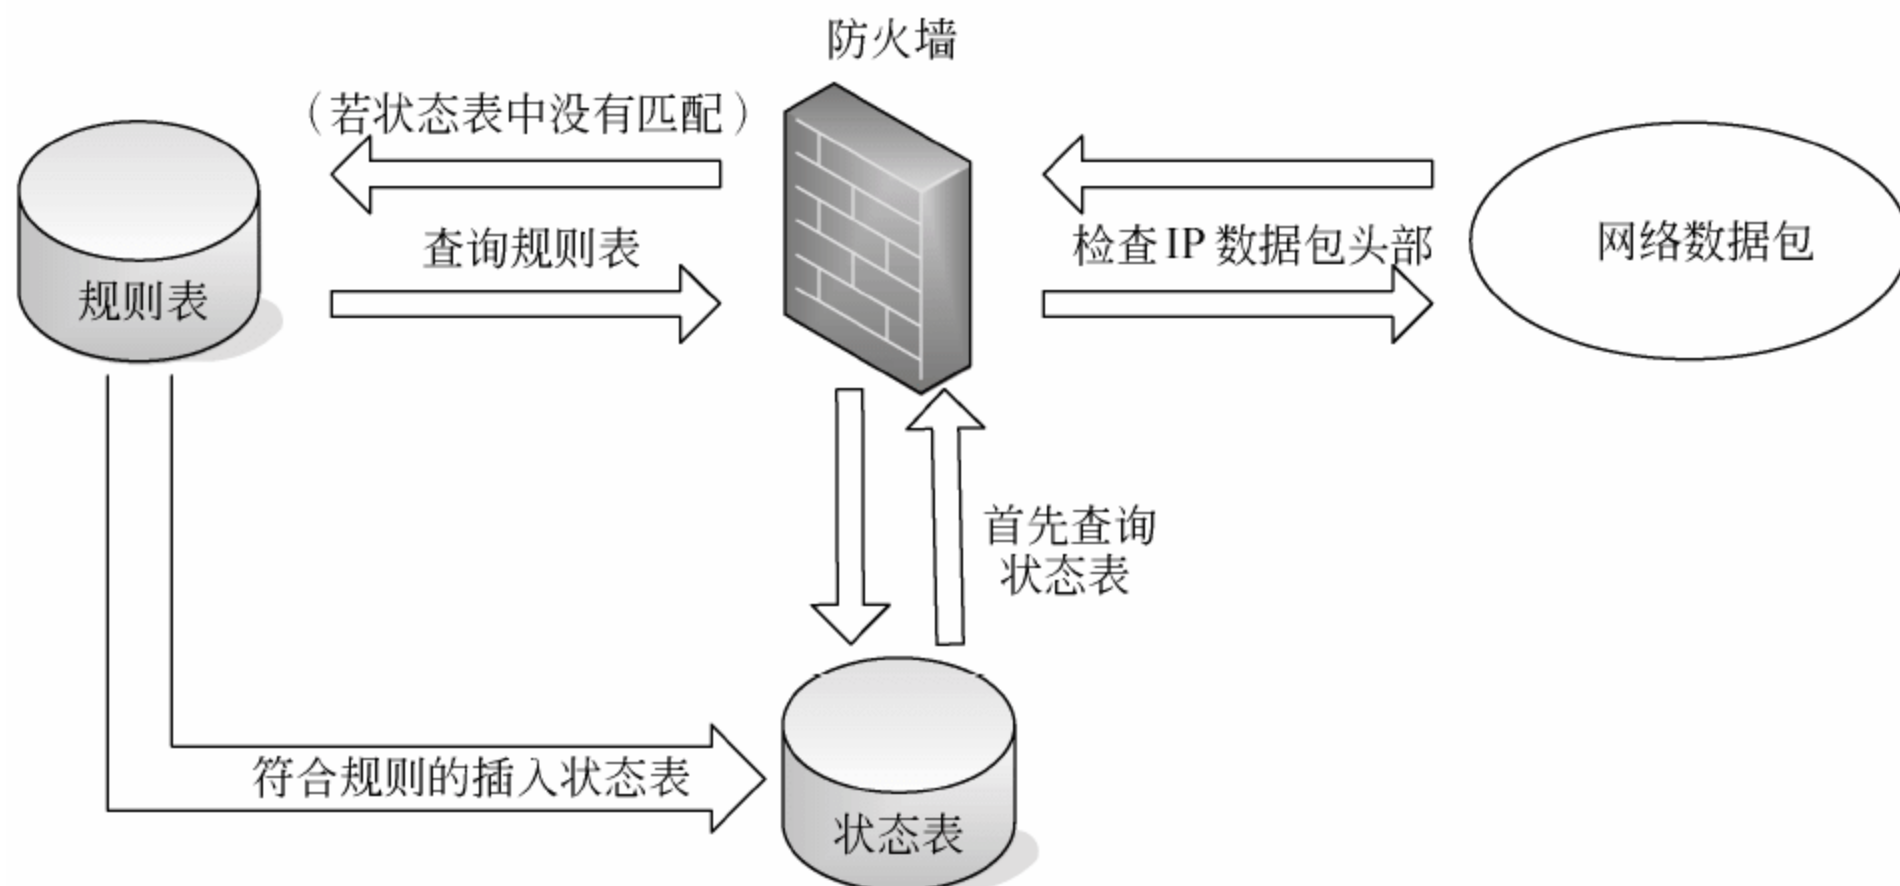 防火墙
（若状态表中没有匹配）
查询规则表
规则表
检查IP数据包头部
网络数据包
首先查询
状态表
符合规则的插入状态表
状态表